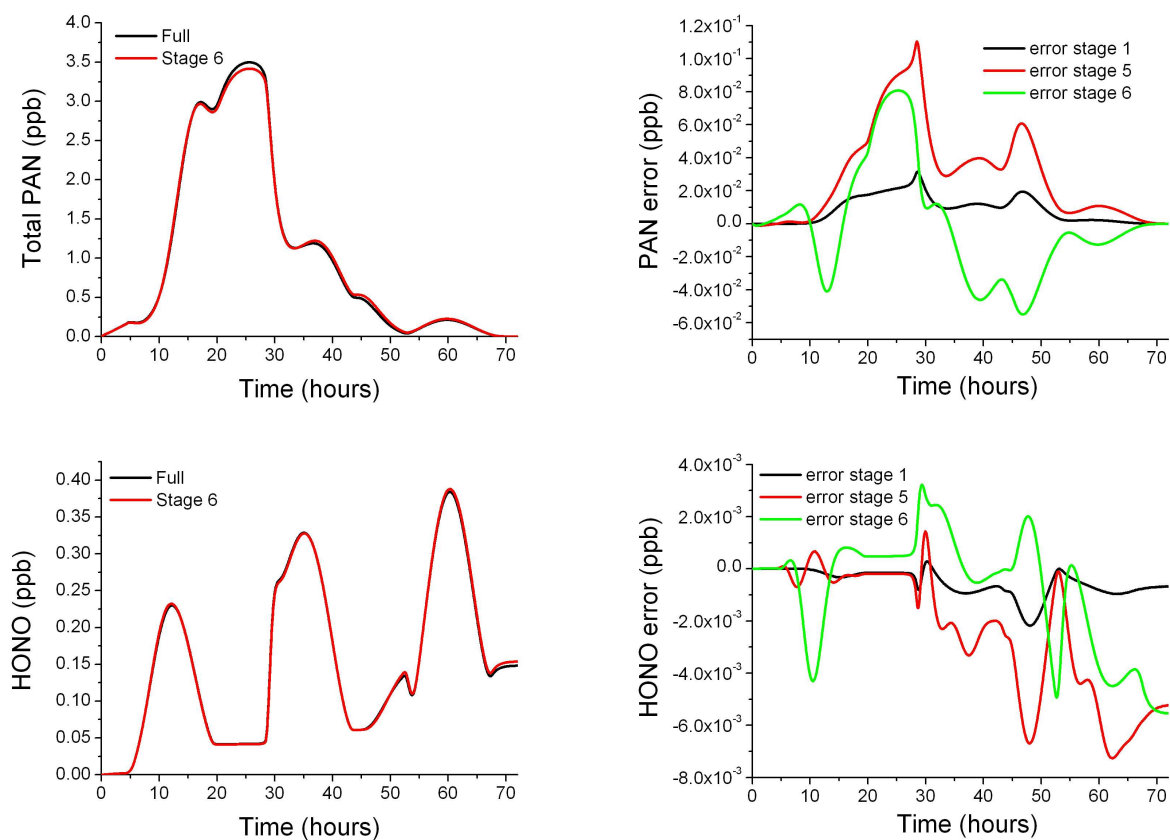 Full
Stage 6
Total PAN (ppb)
4.0
3.5
3.0
2.5
2.0
1.5
1.0
0.5
0.0
0 10 20 30 40 50 60 70
Time (hours)
error stage 1
error stage 5
error stage 6
PAN error (ppb)
1.2x10⁻¹
1.0x10⁻¹
8.0x10⁻²
6.0x10⁻²
4.0x10⁻²
2.0x10⁻²
0.0
-2.0x10⁻²
-4.0x10⁻²
-6.0x10⁻²
0 10 20 30 40 50 60 70
Time (hours)
Full
Stage 6
HONO (ppb)
0.40
0.35
0.30
0.25
0.20
0.15
0.10
0.05
0.00
0 10 20 30 40 50 60 70
Time (hours)
error stage 1
error stage 5
error stage 6
HONO error (ppb)
4.0x10⁻³
2.0x10⁻³
0.0
-2.0x10⁻³
-4.0x10⁻³
-6.0x10⁻³
-8.0x10⁻³
0 10 20 30 40 50 60 70
Time (hours)